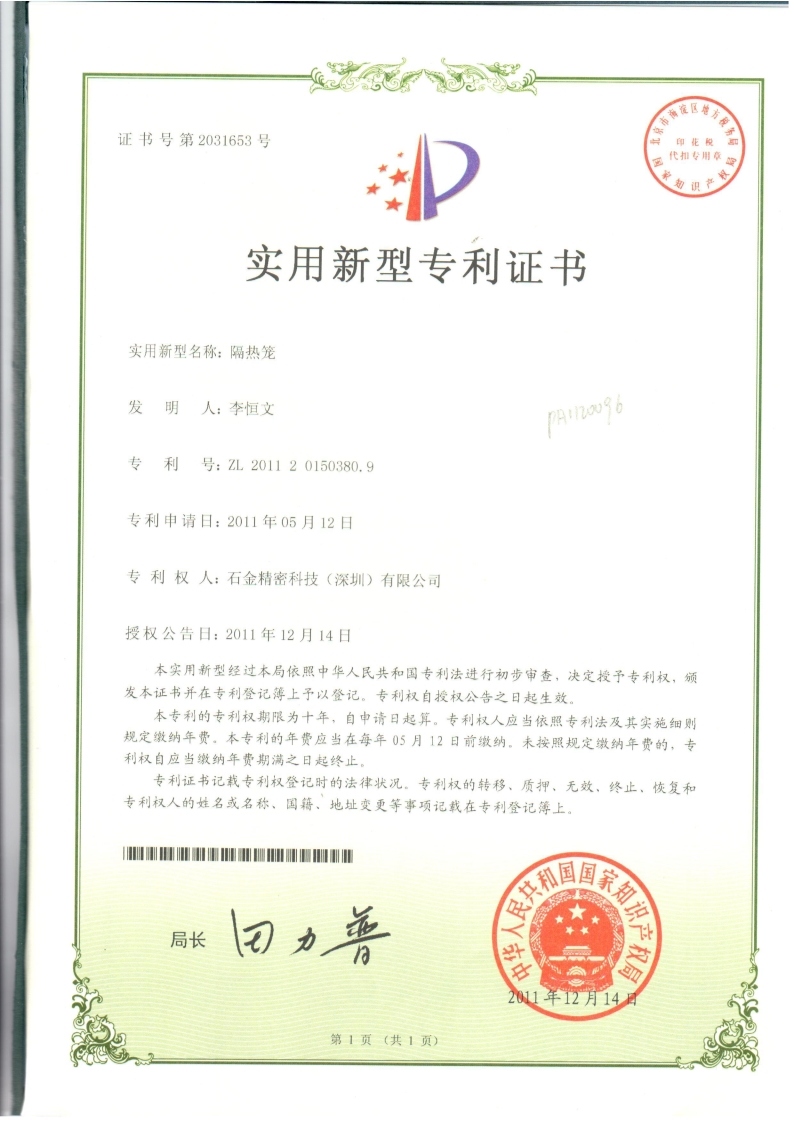 证书号第2031653号
北京市海淀区地方税务局
印花税
代扣专用章
国家知识产权局
实用新型专利证书
实用新型名称：隔热笼
发明人：李恒文
PA1120096
专利号：ZL 2011 2 0150380.9
专利申请日：2011年05月12日
专利权人：石金精密科技（深圳）有限公司
授权公告日：2011年12月14日
本实用新型经过本局依照中华人民共和国专利法进行初步审查，决定授予专利权，颁
发本证书并在专利登记簿上予以登记。专利权自授权公告之日起生效。
本专利的专利权期限为十年，自申请日起算。专利权人应当依照专利法及其实施细则
规定缴纳年费。本专利的年费应当在每年05月12日前缴纳。未按照规定缴纳年费的，专
利权自应当缴纳年费期满之日起终止。
专利证书记载专利权登记时的法律状况。专利权的转移、质押、无效、终止、恢复和
专利权人的姓名或名称、国籍、地址变更等事项记载在专利登记簿上。
局长 田力普
中华人民共和国国家知识产权局
2011年12月14日
第1页（共1页）